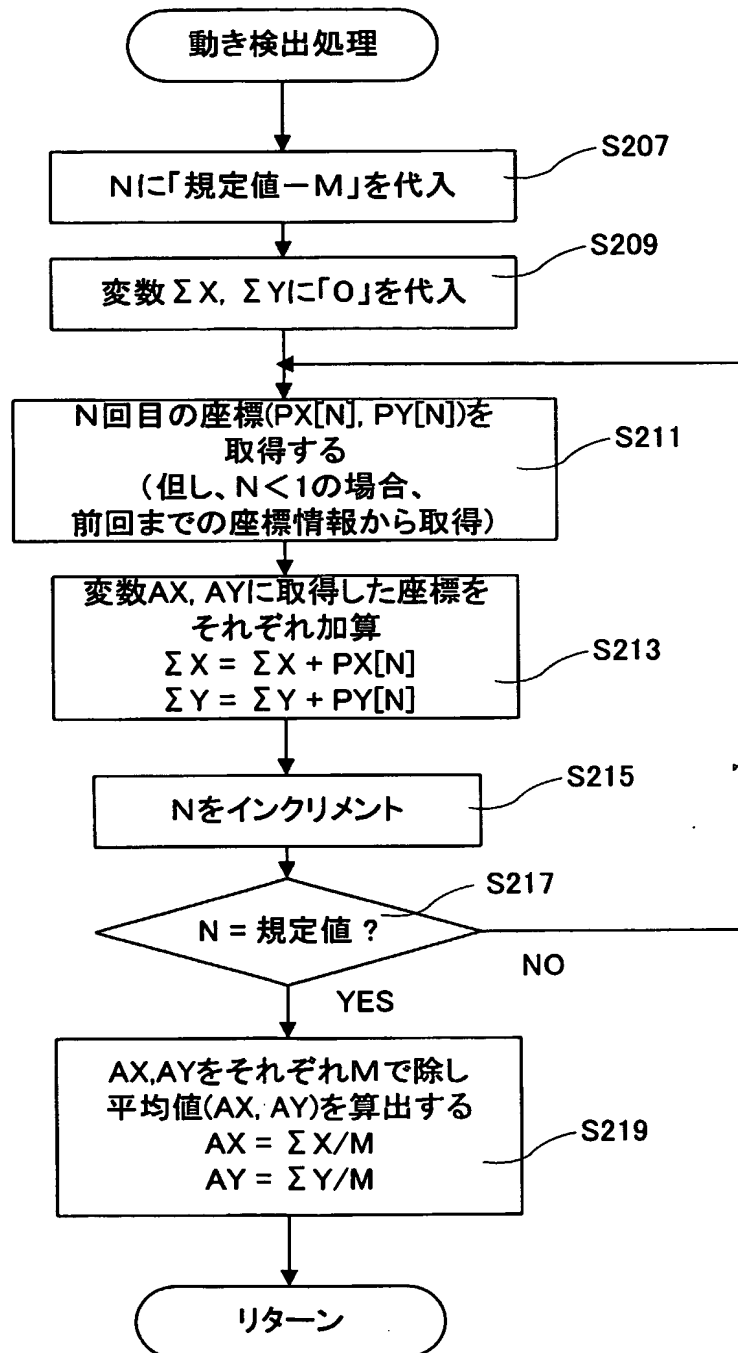 動き検出処理
S207
Nに「規定値－M」を代入
S209
変数ΣX, ΣYに「0」を代入
N回目の座標(PX[N], PY[N])を
取得する
(但し、N＜1の場合、
前回までの座標情報から取得)
S211
変数AX, AYに取得した座標を
それぞれ加算
ΣX = ΣX + PX[N]
ΣY = ΣY + PY[N]
S213
Nをインクリメント
S215
S217
N = 規定値 ?
NO
YES
AX,AYをそれぞれMで除し
平均値(AX, AY)を算出する
AX = ΣX/M
AY = ΣY/M
S219
リターン